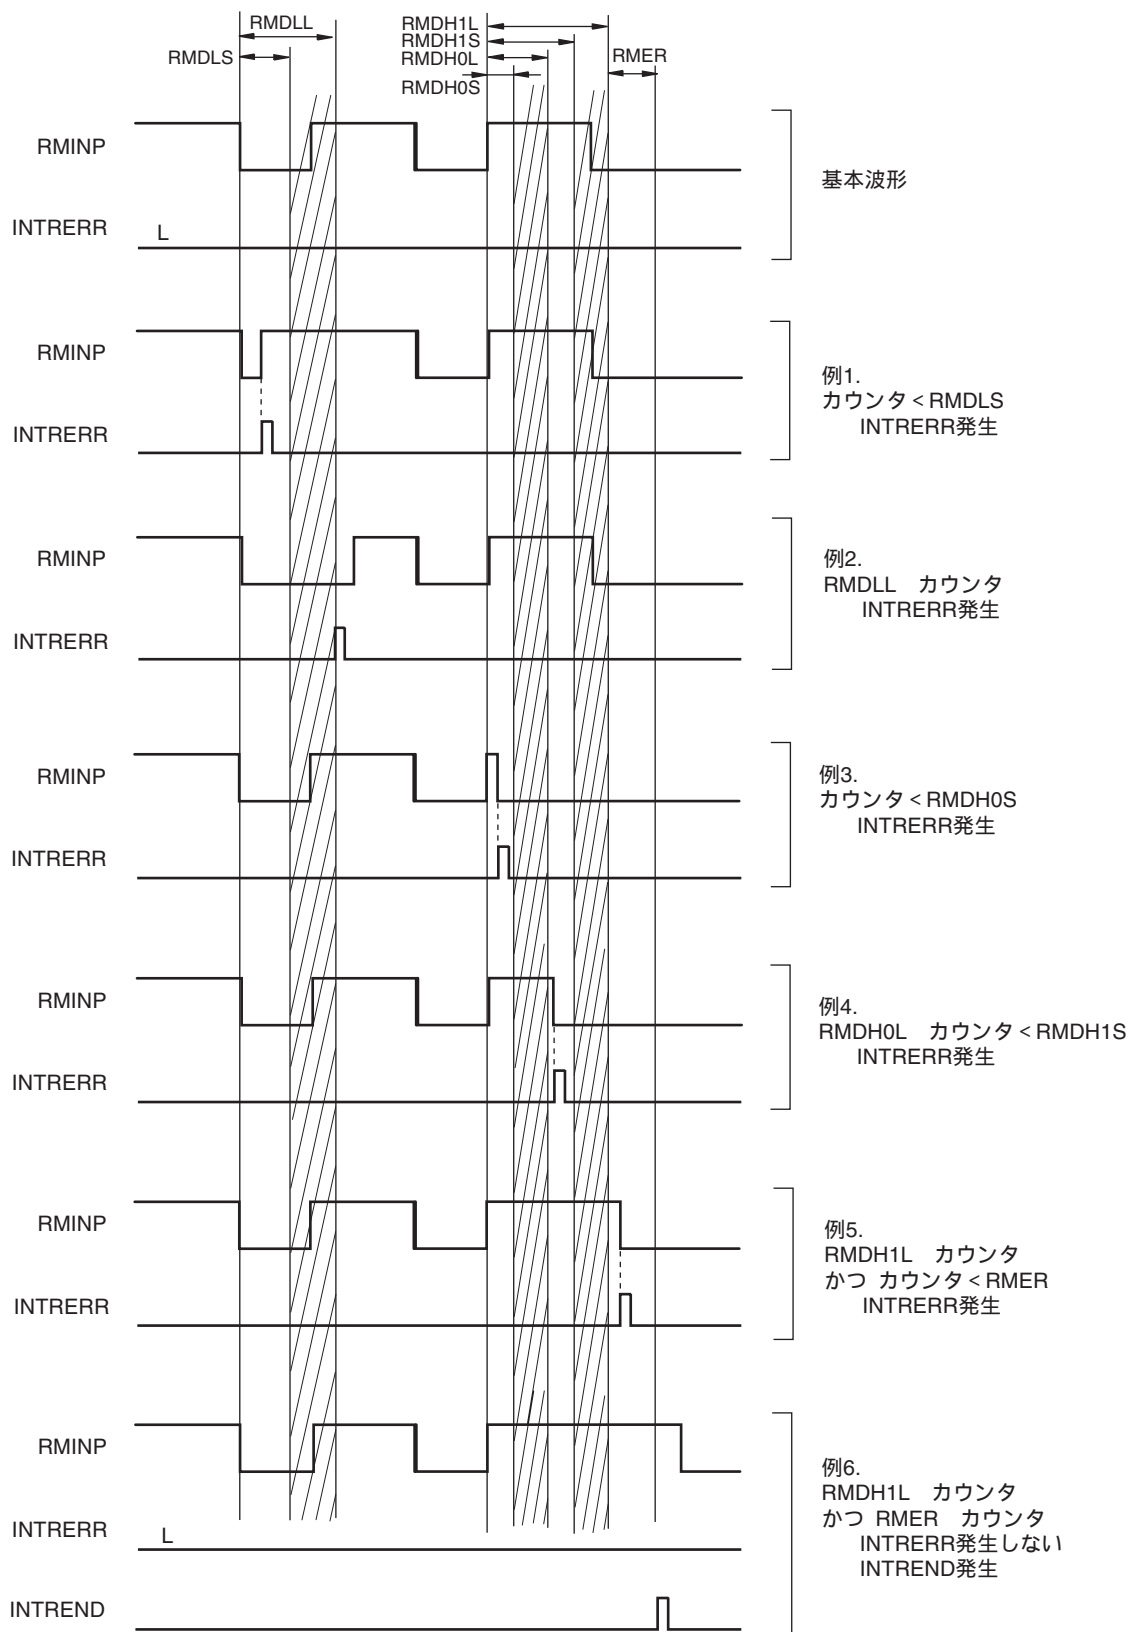 RMDLL
RMDLS
RMDH1L
RMDH1S
RMDH0L
RMDH0S
RMER
RMINP
INTRERR
L
基本波形
RMINP
INTRERR
例1.
カウンタ<RMDLS
INTRERR発生
RMINP
INTRERR
例2.
RMDLL カウンタ
INTRERR発生
RMINP
INTRERR
例3.
カウンタ<RMDH0S
INTRERR発生
RMINP
INTRERR
例4.
RMDH0L カウンタ<RMDH1S
INTRERR発生
RMINP
INTRERR
例5.
RMDH1L カウンタ
かつ カウンタ<RMER
INTRERR発生
RMINP
INTRERR
L
INTREND
例6.
RMDH1L カウンタ
かつ RMER カウンタ
INTRERR発生しない
INTREND発生